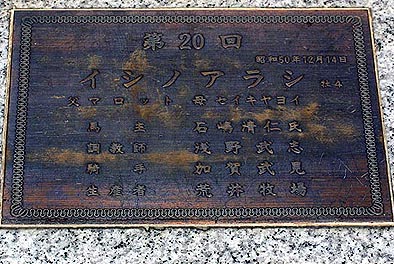 第20回
昭和50年12月14日
イシノアラシ 牡4
父 マロット 母 セイキヤヨイ
馬主 石嶋清仁氏
調教師 浅野武志
騎手 加賀武見
生産者 荒井牧場